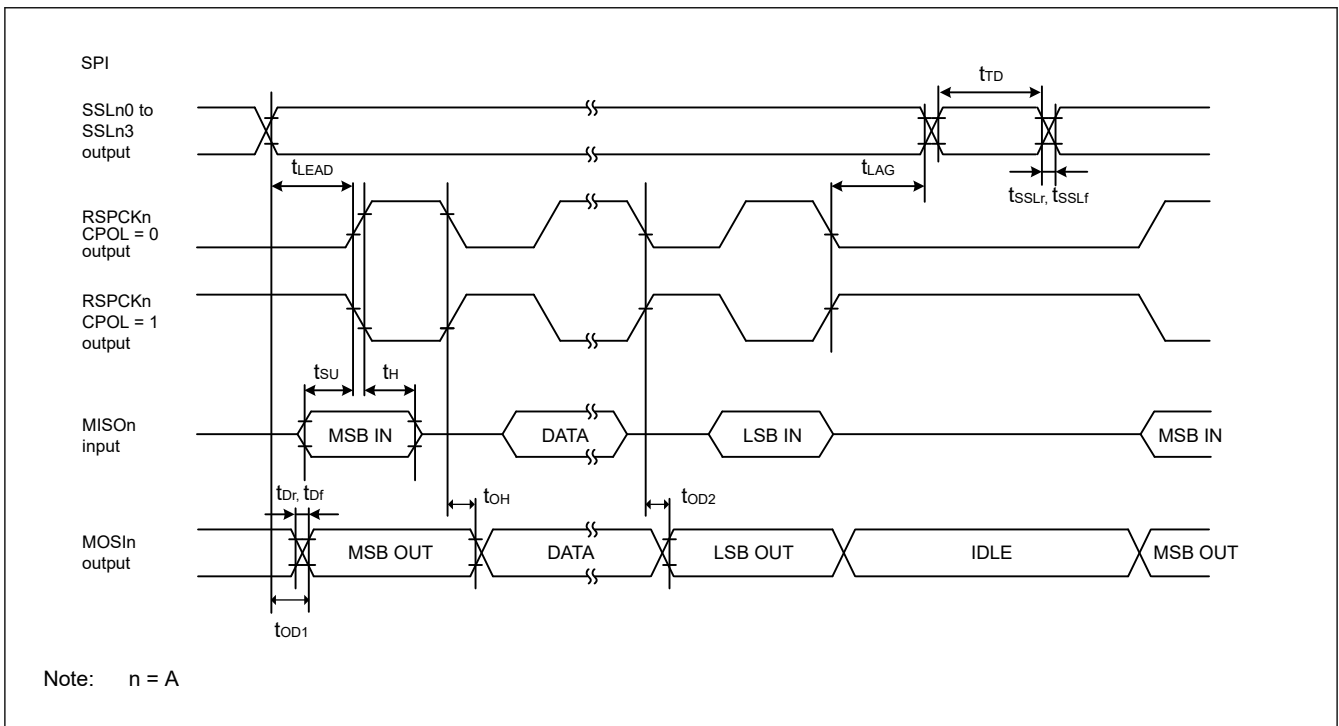 SPI
tTD
SSLn0 to
SSLn3
output
tLEAD
tLAG
tSSLr, tSSLf
RSPCKn
CPOL = 0
output
RSPCKn
CPOL = 1
output
tSU
tH
MISOn
input
MSB IN
DATA
LSB IN
MSB IN
tDr, tDf
tOH
tOD2
MOSIn
output
MSB OUT
DATA
LSB OUT
IDLE
MSB OUT
tOD1
Note: n = A